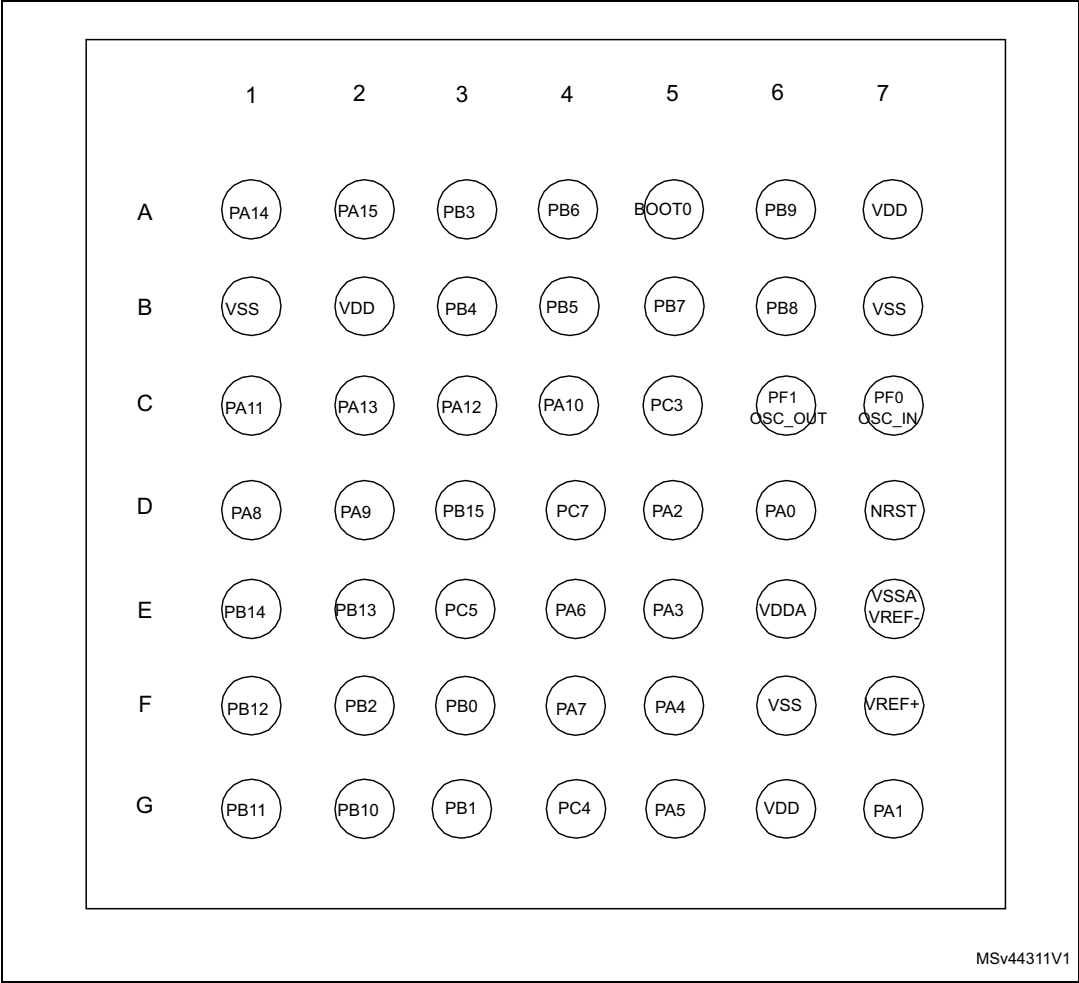 1 2 3 4 5 6 7
A PA14 PA15 PB3 PB6 BOOT0 PB9 VDD
B VSS VDD PB4 PB5 PB7 PB8 VSS
C PA11 PA13 PA12 PA10 PC3 PF1 PF0
OSC_OUT OSC_IN
D PA8 PA9 PB15 PC7 PA2 PA0 NRST
E PB14 PB13 PC5 PA6 PA3 VDDA VSSA
VREF-
F PB12 PB2 PB0 PA7 PA4 VSS VREF+
G PB11 PB10 PB1 PC4 PA5 VDD PA1
MSv44311V1